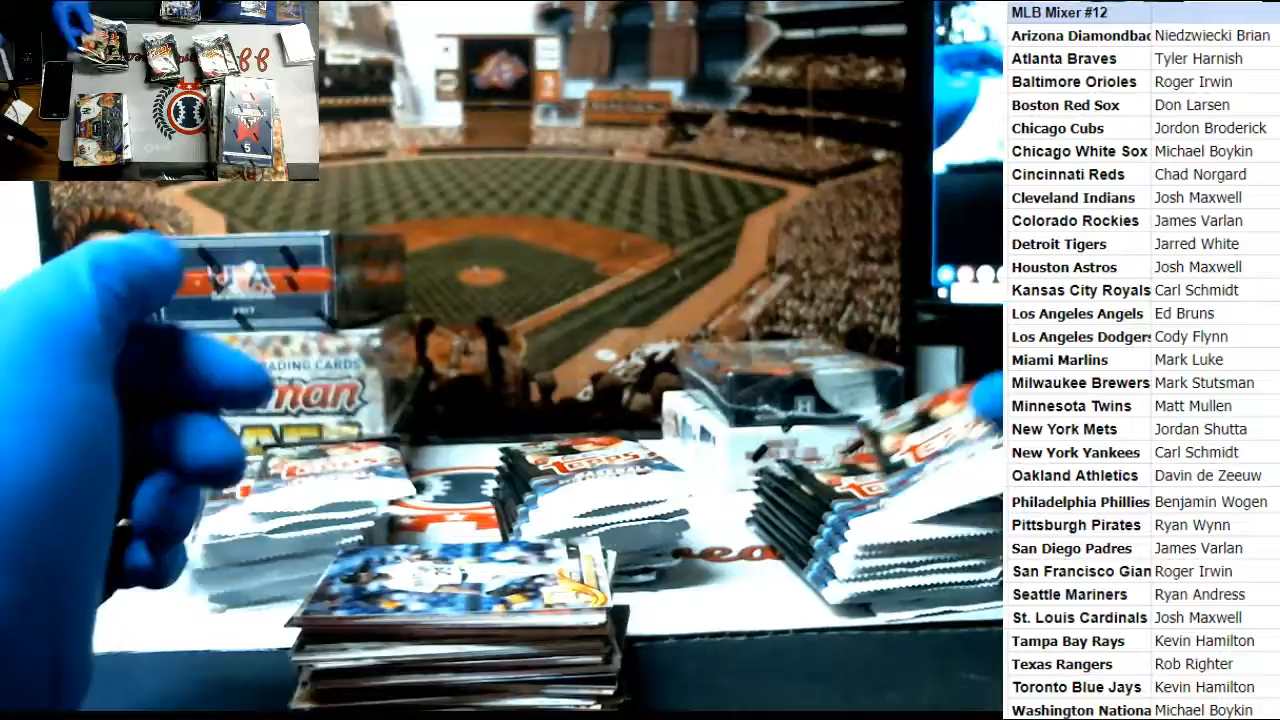 MLB Mixer #12
Arizona Diamondbac Niedzwiecki Brian
Atlanta Braves Tyler Harnish
Baltimore Orioles Roger Irwin
Boston Red Sox Don Larsen
Chicago Cubs Jordon Broderick
Chicago White Sox Michael Boykin
Cincinnati Reds Chad Norgard
Cleveland Indians Josh Maxwell
Colorado Rockies James Varlan
Detroit Tigers Jarred White
Houston Astros Josh Maxwell
Kansas City Royals Carl Schmidt
Los Angeles Angels Ed Bruns
Los Angeles Dodgers Cody Flynn
Miami Marlins Mark Luke
Milwaukee Brewers Mark Stutsman
Minnesota Twins Matt Mullen
New York Mets Jordan Shutta
New York Yankees Carl Schmidt
Oakland Athletics Davin de Zeeuw
Philadelphia Phillies Benjamin Wogen
Pittsburgh Pirates Ryan Wynn
San Diego Padres James Varlan
San Francisco Gian Roger Irwin
Seattle Mariners Ryan Andress
St. Louis Cardinals Josh Maxwell
Tampa Bay Rays Kevin Hamilton
Texas Rangers Rob Righter
Toronto Blue Jays Kevin Hamilton
Washington Nationa Michael Boykin
5
USA
ADING CARDS
man
Topps
Topps